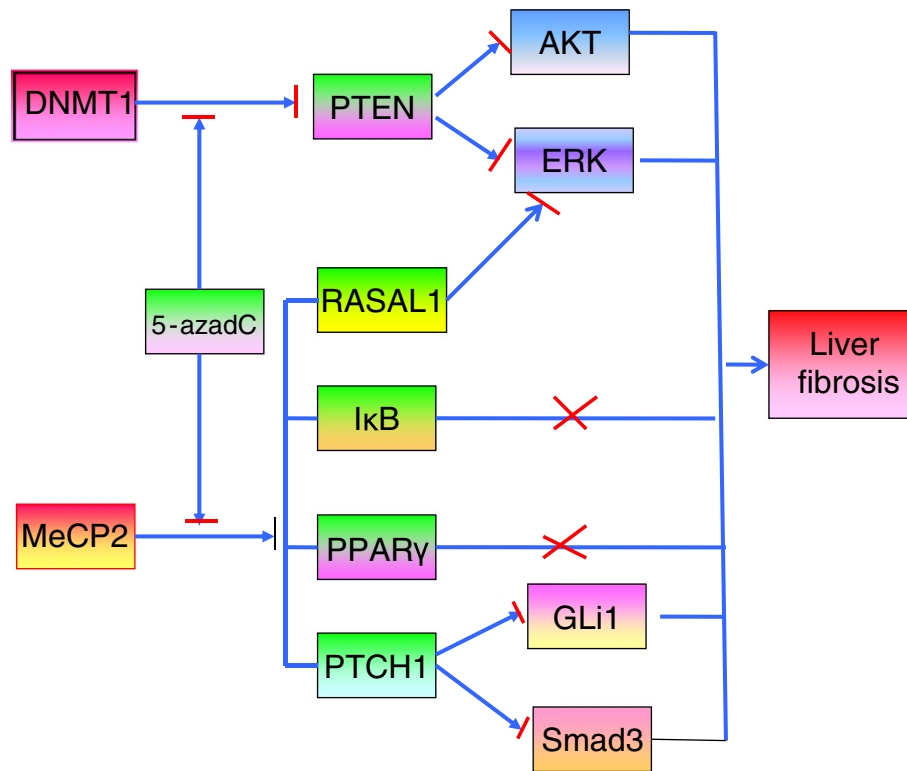 AKT
DNMT1
PTEN
ERK
RASAL1
5-azadC
Liver
fibrosis
IκB
MeCP2
PPARγ
GLi1
PTCH1
Smad3